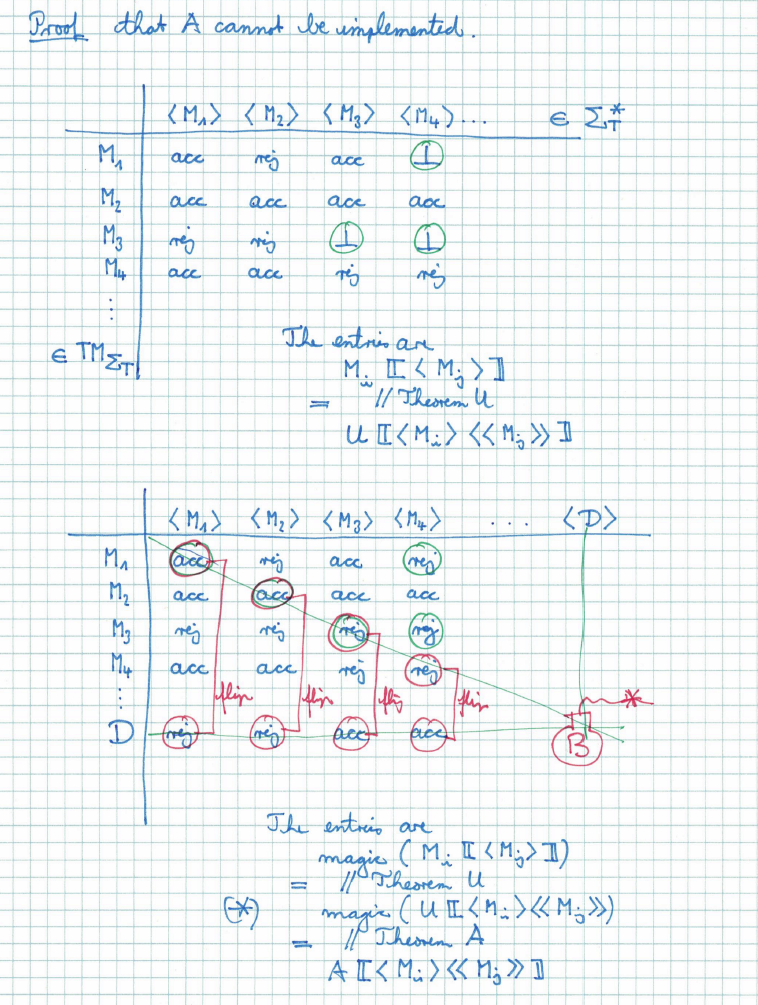 Proof that A cannot be implemented.
⟨M₁⟩ ⟨M₂⟩ ⟨M₃⟩ ⟨M₄⟩ ... ∈ Σ_T^*
M₁ acc rej acc ⊥
M₂ acc acc acc acc
M₃ rej rej ⊥ ⊥
M₄ acc acc rej rej
⋮
∈ TM_{Σ_T}
The entries are
M_i ⟦⟨M_j⟩⟧
= // Theorem U
U ⟦⟨M_i⟩ ⟨⟨M_j⟩⟩⟧
⟨M₁⟩ ⟨M₂⟩ ⟨M₃⟩ ⟨M₄⟩ .... ⟨D⟩
M₁ acc rej acc rej
M₂ acc acc acc acc
M₃ rej rej rej rej
M₄ acc acc rej rej
⋮ flip flip flip flip *
D rej rej acc acc B
The entries are
magic (M_i ⟦⟨M_j⟩⟧)
= // Theorem U
(*) magic (U ⟦⟨M_i⟩ ⟨⟨M_j⟩⟩)
= // Theorem A
A ⟦⟨M_i⟩ ⟨⟨M_j⟩⟩⟧